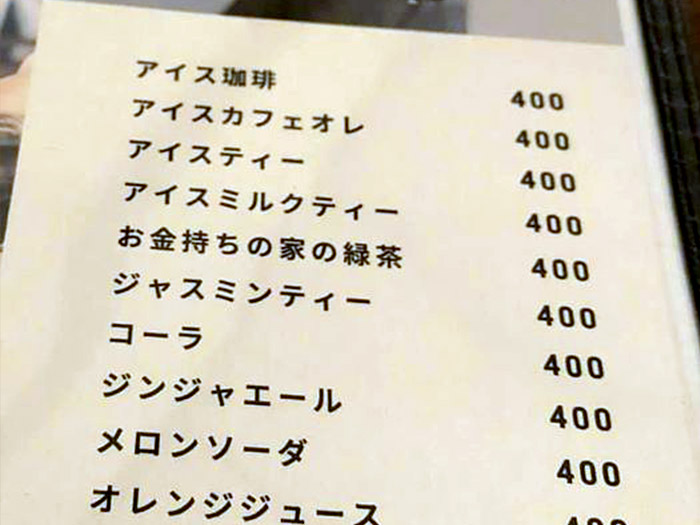 アイス珈琲 400
アイスカフェオレ 400
アイスティー 400
アイスミルクティー 400
お金持ちの家の緑茶 400
ジャスミンティー 400
コーラ 400
ジンジャエール 400
メロンソーダ 400
オレンジジュース